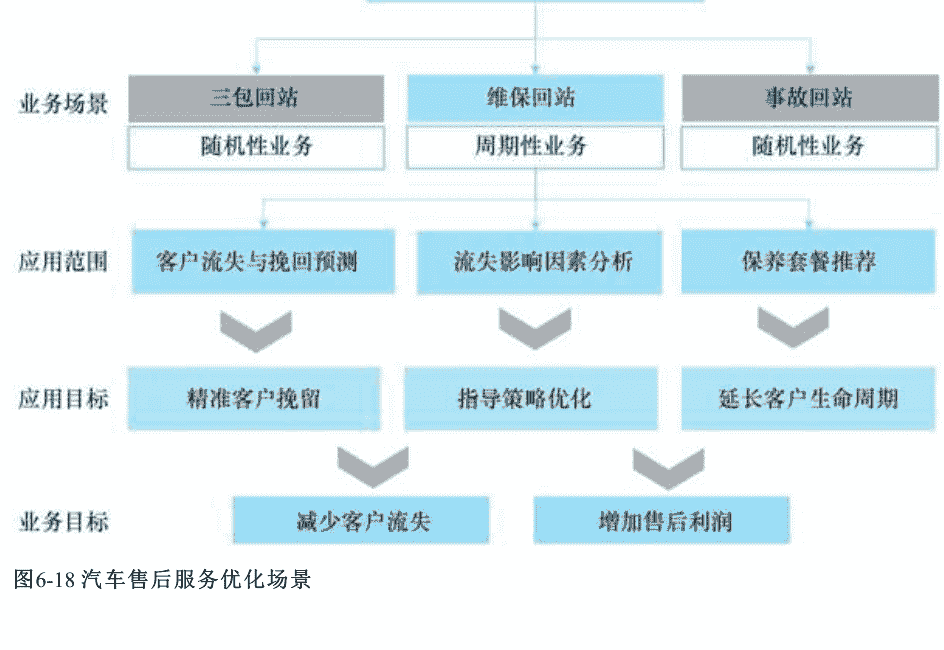 业务场景 三包回站 维保回站 事故回站
随机性业务 周期性业务 随机性业务
应用范围 客户流失与挽回预测 流失影响因素分析 保养套餐推荐
应用目标 精准客户挽留 指导策略优化 延长客户生命周期
业务目标 减少客户流失 增加售后利润
图6-18 汽车售后服务优化场景